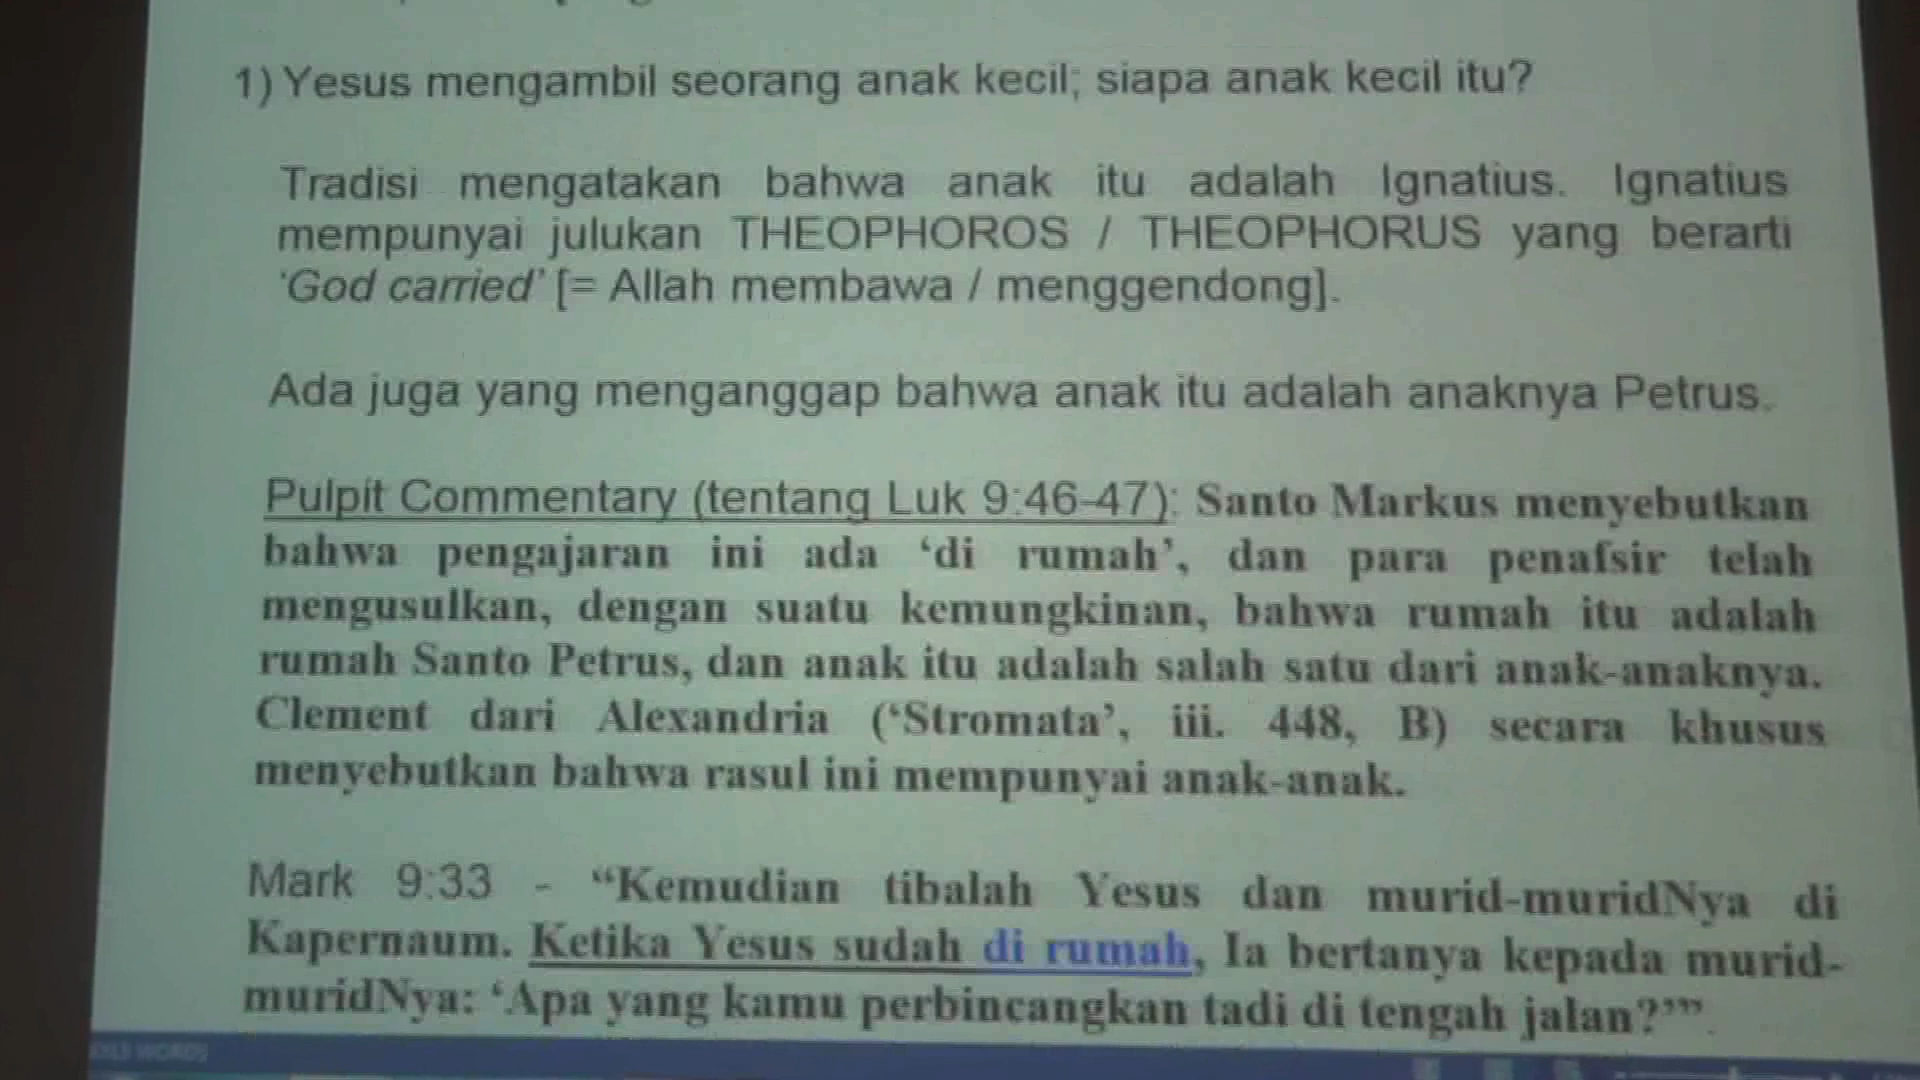 1) Yesus mengambil seorang anak kecil; siapa anak kecil itu?
Tradisi mengatakan bahwa anak itu adalah Ignatius. Ignatius
mempunyai julukan THEOPHOROS / THEOPHORUS yang berarti
‘God carried’ [= Allah membawa / menggendong].
Ada juga yang menganggap bahwa anak itu adalah anaknya Petrus.
Pulpit Commentary (tentang Luk 9:46-47): Santo Markus menyebutkan
bahwa pengajaran ini ada ‘di rumah’, dan para penafsir telah
mengusulkan, dengan suatu kemungkinan, bahwa rumah itu adalah
rumah Santo Petrus, dan anak itu adalah salah satu dari anak-anaknya.
Clement dari Alexandria (‘Stromata’, iii. 448, B) secara khusus
menyebutkan bahwa rasul ini mempunyai anak-anak.
Mark 9:33 - “Kemudian tibalah Yesus dan murid-muridNya di
Kapernaum. Ketika Yesus sudah di rumah, Ia bertanya kepada murid-
muridNya: ‘Apa yang kamu perbincangkan tadi di tengah jalan?’”
WORDS